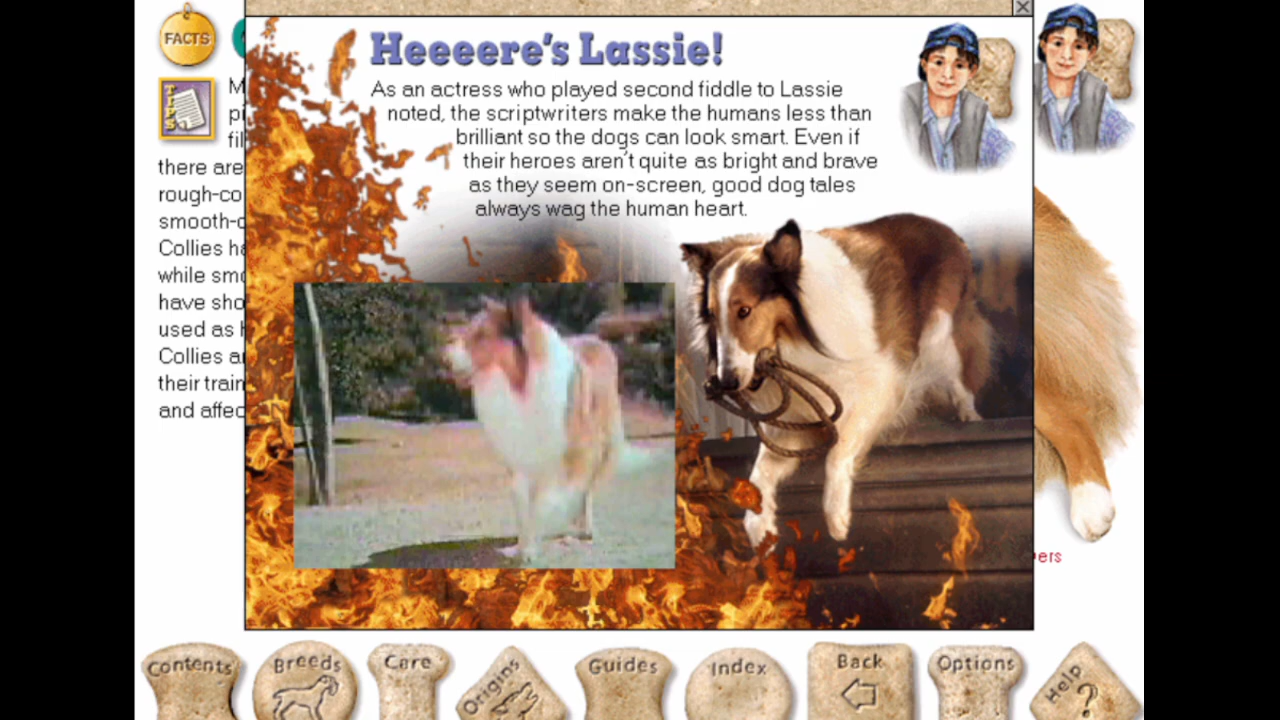 FACTS
TIPS
M
pi
fil
there are
rough-co
smooth-c
Collies ha
while smo
have sho
used as h
Collies ar
their train
and affec
Heeeere's Lassie!
As an actress who played second fiddle to Lassie
noted, the scriptwriters make the humans less than
brilliant so the dogs can look smart. Even if
their heroes aren't quite as bright and brave
as they seem on-screen, good dog tales
always wag the human heart.
ers
Contents
Breeds
Care
Origins
Guides
Index
Back
Options
Help
?